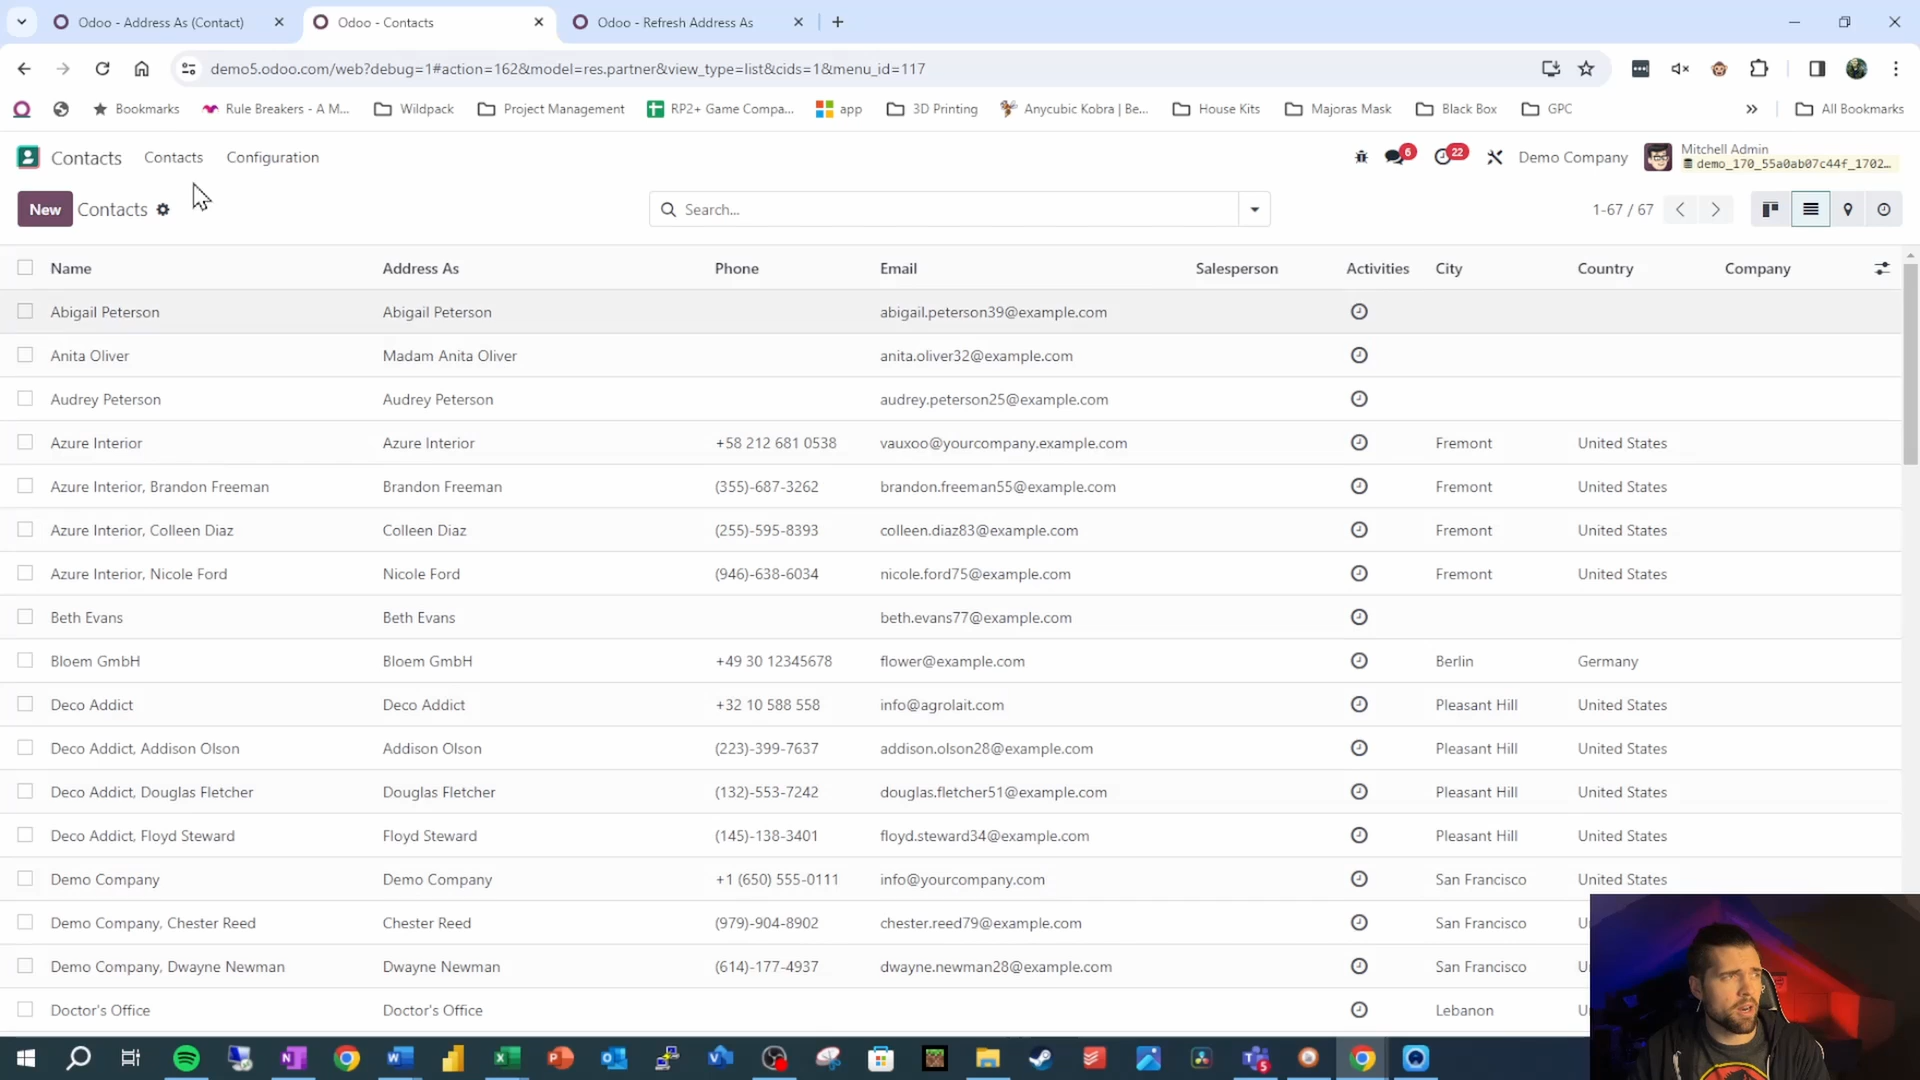 Odoo - Address As (Contact)
Odoo - Contacts
Odoo - Refresh Address As
demo5.odoo.com/web?debug=1#action=162&model=res.partner&view_type=list&cids=1&menu_id=117
Bookmarks
Rule Breakers - A M...
Wildpack
Project Management
RP2+ Game Compa...
app
3D Printing
Anycubic Kobra | Be...
House Kits
Majoras Mask
Black Box
GPC
»
All Bookmarks
Contacts
Contacts
Configuration
6
22
Demo Company
Mitchell Admin
demo_170_55a0ab07c44f_1702...
New
Contacts
Search...
1-67 / 67
Name Address As Phone Email Salesperson Activities City Country Company
Abigail Peterson Abigail Peterson abigail.peterson39@example.com
Anita Oliver Madam Anita Oliver anita.oliver32@example.com
Audrey Peterson Audrey Peterson audrey.peterson25@example.com
Azure Interior Azure Interior +58 212 681 0538 vauxoo@yourcompany.example.com Fremont United States
Azure Interior, Brandon Freeman Brandon Freeman (355)-687-3262 brandon.freeman55@example.com Fremont United States
Azure Interior, Colleen Diaz Colleen Diaz (255)-595-8393 colleen.diaz83@example.com Fremont United States
Azure Interior, Nicole Ford Nicole Ford (946)-638-6034 nicole.ford75@example.com Fremont United States
Beth Evans Beth Evans beth.evans77@example.com
Bloem GmbH Bloem GmbH +49 30 12345678 flower@example.com Berlin Germany
Deco Addict Deco Addict +32 10 588 558 info@agrolait.com Pleasant Hill United States
Deco Addict, Addison Olson Addison Olson (223)-399-7637 addison.olson28@example.com Pleasant Hill United States
Deco Addict, Douglas Fletcher Douglas Fletcher (132)-553-7242 douglas.fletcher51@example.com Pleasant Hill United States
Deco Addict, Floyd Steward Floyd Steward (145)-138-3401 floyd.steward34@example.com Pleasant Hill United States
Demo Company Demo Company +1 (650) 555-0111 info@yourcompany.com San Francisco United States
Demo Company, Chester Reed Chester Reed (979)-904-8902 chester.reed79@example.com San Francisco
Demo Company, Dwayne Newman Dwayne Newman (614)-177-4937 dwayne.newman28@example.com San Francisco
Doctor's Office Doctor's Office Lebanon